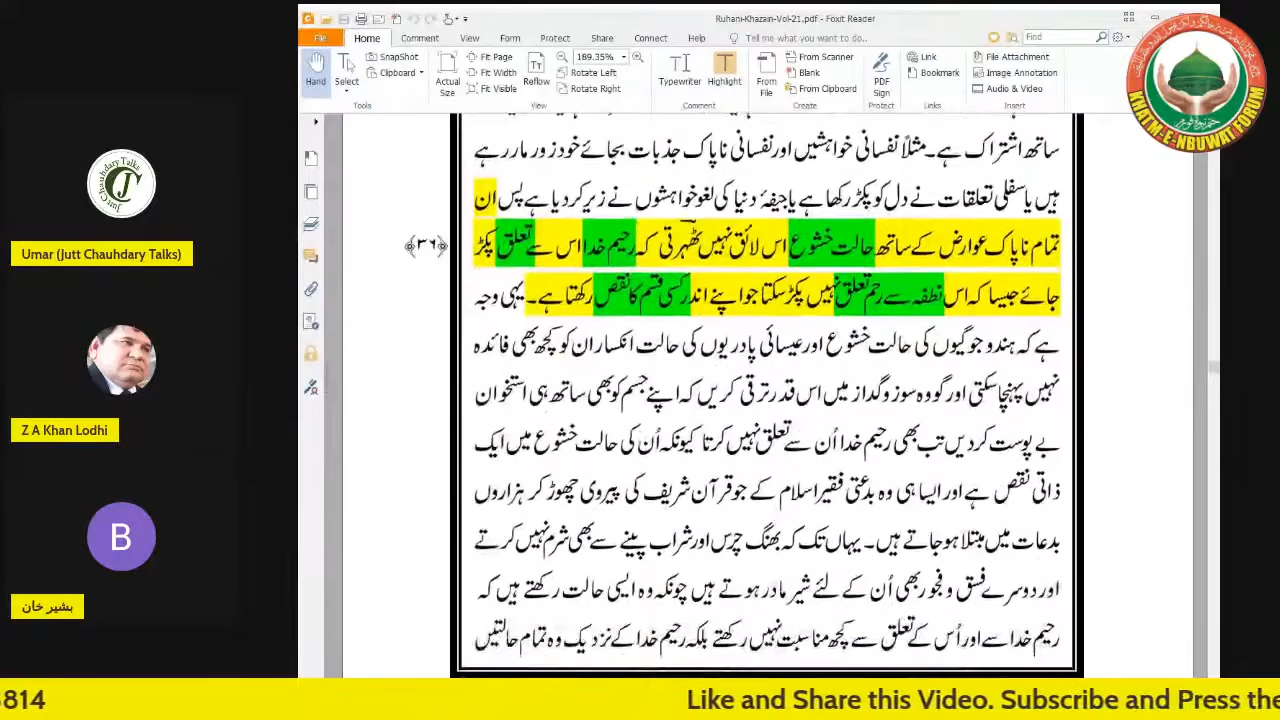 Ruhani-Khazain-Vol-21.pdf - Foxit Reader
File Home Comment View Form Protect Share Connect Help Tell me what you want to do.. Find
Hand
Select
SnapShot
Clipboard
Actual Size
Fit Page
Fit Width
Fit Visible
Reflow
189.35%
Rotate Left
Rotate Right
Typewriter
Highlight
From File
From Scanner
Blank
From Clipboard
PDF Sign
Link
Bookmark
File Attachment
Image Annotation
Audio & Video
Tools View Comment Create Protect Links Insert
KHATM-E-NBUWAT FORUM
Jutt Chauhdary Talks
Umar (Jutt Chauhdary Talks)
Z A Khan Lodhi
B
بشیر خان
ساتھ اشتراک ہے۔ مثلاً نفسانی خواہشیں اور نفسانی ناپاک جذبات بجائے خود زور مار رہے
ہیں یا سفلی تعلقات نے دل کو پکڑ رکھا ہے یا جیفۂ دنیا کی لغو خواہشوں نے زیر کر دیا ہے پس ان
تمام ناپاک عوارض کے ساتھ حالت خشوع اس لائق نہیں ٹھہرتی کہ رحیم خدا اس سے تعلق پکڑ
﴿۳۶﴾
جائے جیسا کہ اس نطفہ سے رحم تعلق نہیں پکڑ سکتا جو اپنے اندر کسی قسم کا نقص رکھتا ہے۔ یہی وجہ
ہے کہ ہندو جوگیوں کی حالت خشوع اور عیسائی پادریوں کی حالت انکسار ان کو کچھ بھی فائدہ
نہیں پہنچا سکتی اور گو وہ سوز و گداز میں اس قدر ترقی کریں کہ اپنے جسم کو بھی ساتھ ہی استخوان
بے پوست کر دیں تب بھی رحیم خدا اُن سے تعلق نہیں کرتا کیونکہ اُن کی حالت خشوع میں ایک
ذاتی نقص ہے اور ایسا ہی وہ بدعتی فقیر اسلام کے جو قرآن شریف کی پیروی چھوڑ کر ہزاروں
بدعات میں مبتلا ہو جاتے ہیں۔ یہاں تک کہ بھنگ چرس اور شراب پینے سے بھی شرم نہیں کرتے
اور دوسرے فسق و فجور بھی اُن کے لئے شیر مادر ہوتے ہیں چونکہ وہ ایسی حالت رکھتے ہیں کہ
رحیم خدا سے اور اُس کے تعلق سے کچھ مناسبت نہیں رکھتے بلکہ رحیم خدا کے نزدیک وہ تمام حالتیں
814 Like and Share this Video. Subscribe and Press the